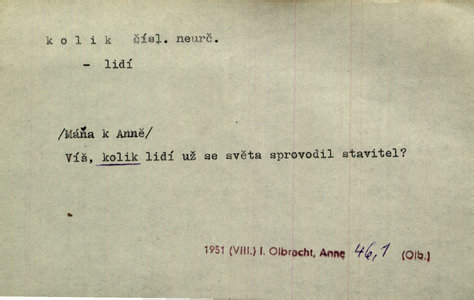 kolik čísl. neurč.
- lidí
/Máňa k Anně/
Víš, kolik lidí už se světa sprovodil stavitel?
1951 (VIII.) I. Olbracht, Anna 46,1 (Olb.)